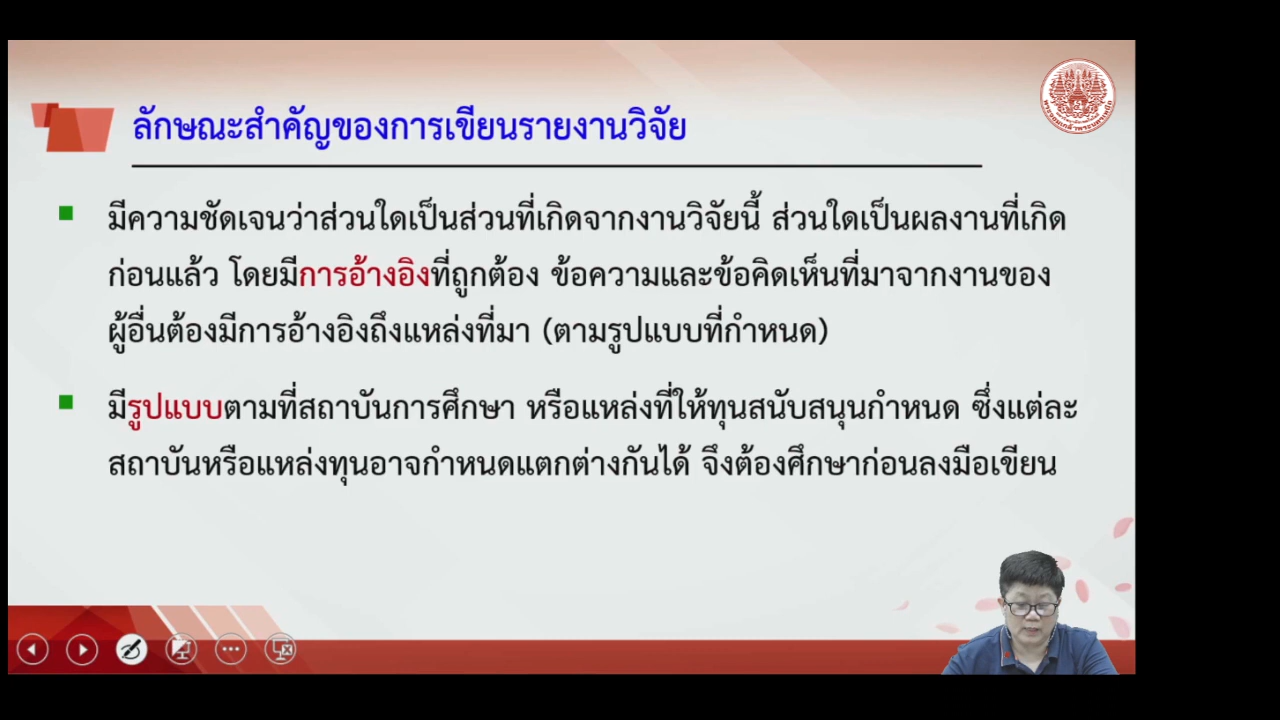 ลักษณะสำคัญของการเขียนรายงานวิจัย
มีความชัดเจนว่าส่วนใดเป็นส่วนที่เกิดจากงานวิจัยนี้ ส่วนใดเป็นผลงานที่เกิด
ก่อนแล้ว โดยมีการอ้างอิงที่ถูกต้อง ข้อความและข้อคิดเห็นที่มาจากงานของ
ผู้อื่นต้องมีการอ้างอิงถึงแหล่งที่มา (ตามรูปแบบที่กำหนด)
มีรูปแบบตามที่สถาบันการศึกษา หรือแหล่งที่ให้ทุนสนับสนุนกำหนด ซึ่งแต่ละ
สถาบันหรือแหล่งทุนอาจกำหนดแตกต่างกันได้ จึงต้องศึกษาก่อนลงมือเขียน